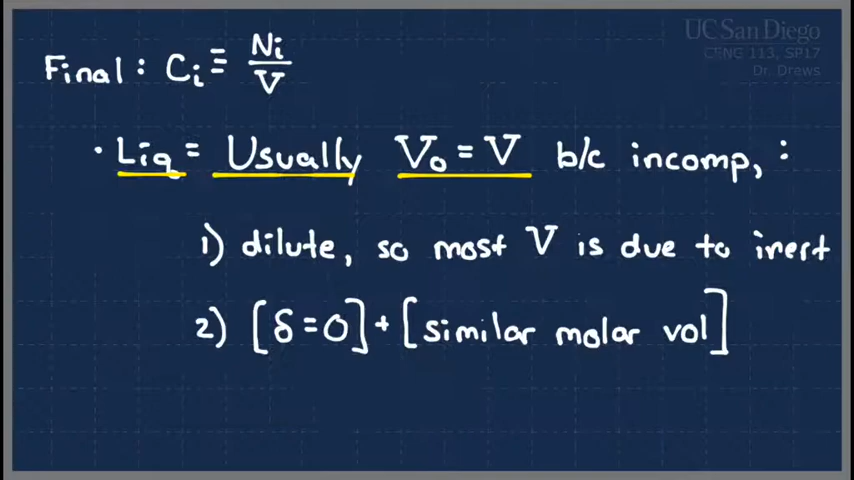 UC San Diego
CENG 113, SP17
Dr. Drews
Final: Cᵢ ≡ Nᵢ/V
• Liq = Usually V₀ = V b/c incomp, :
1) dilute, so most V is due to inert
2) [δ=0] + [similar molar vol]